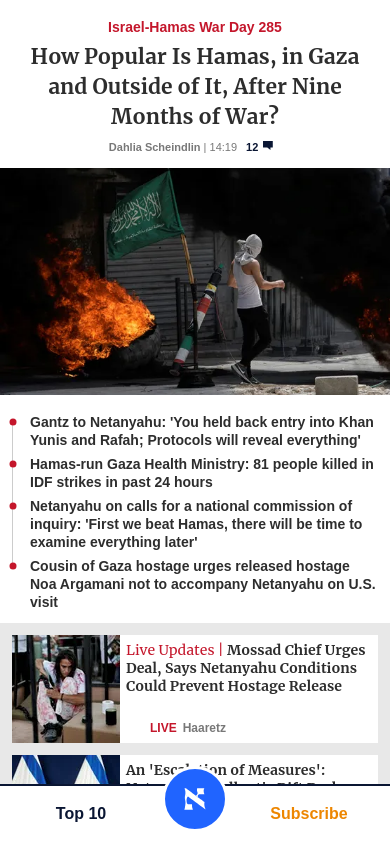 Israel-Hamas War Day 285
How Popular Is Hamas, in Gaza
and Outside of It, After Nine
Months of War?
Dahlia Scheindlin | 14:19 12
Gantz to Netanyahu: 'You held back entry into Khan
Yunis and Rafah; Protocols will reveal everything'
Hamas-run Gaza Health Ministry: 81 people killed in
IDF strikes in past 24 hours
Netanyahu on calls for a national commission of
inquiry: 'First we beat Hamas, there will be time to
examine everything later'
Cousin of Gaza hostage urges released hostage
Noa Argamani not to accompany Netanyahu on U.S.
visit
Live Updates | Mossad Chief Urges
Deal, Says Netanyahu Conditions
Could Prevent Hostage Release
LIVE Haaretz
An 'Escalation of Measures':
Top 10
Subscribe